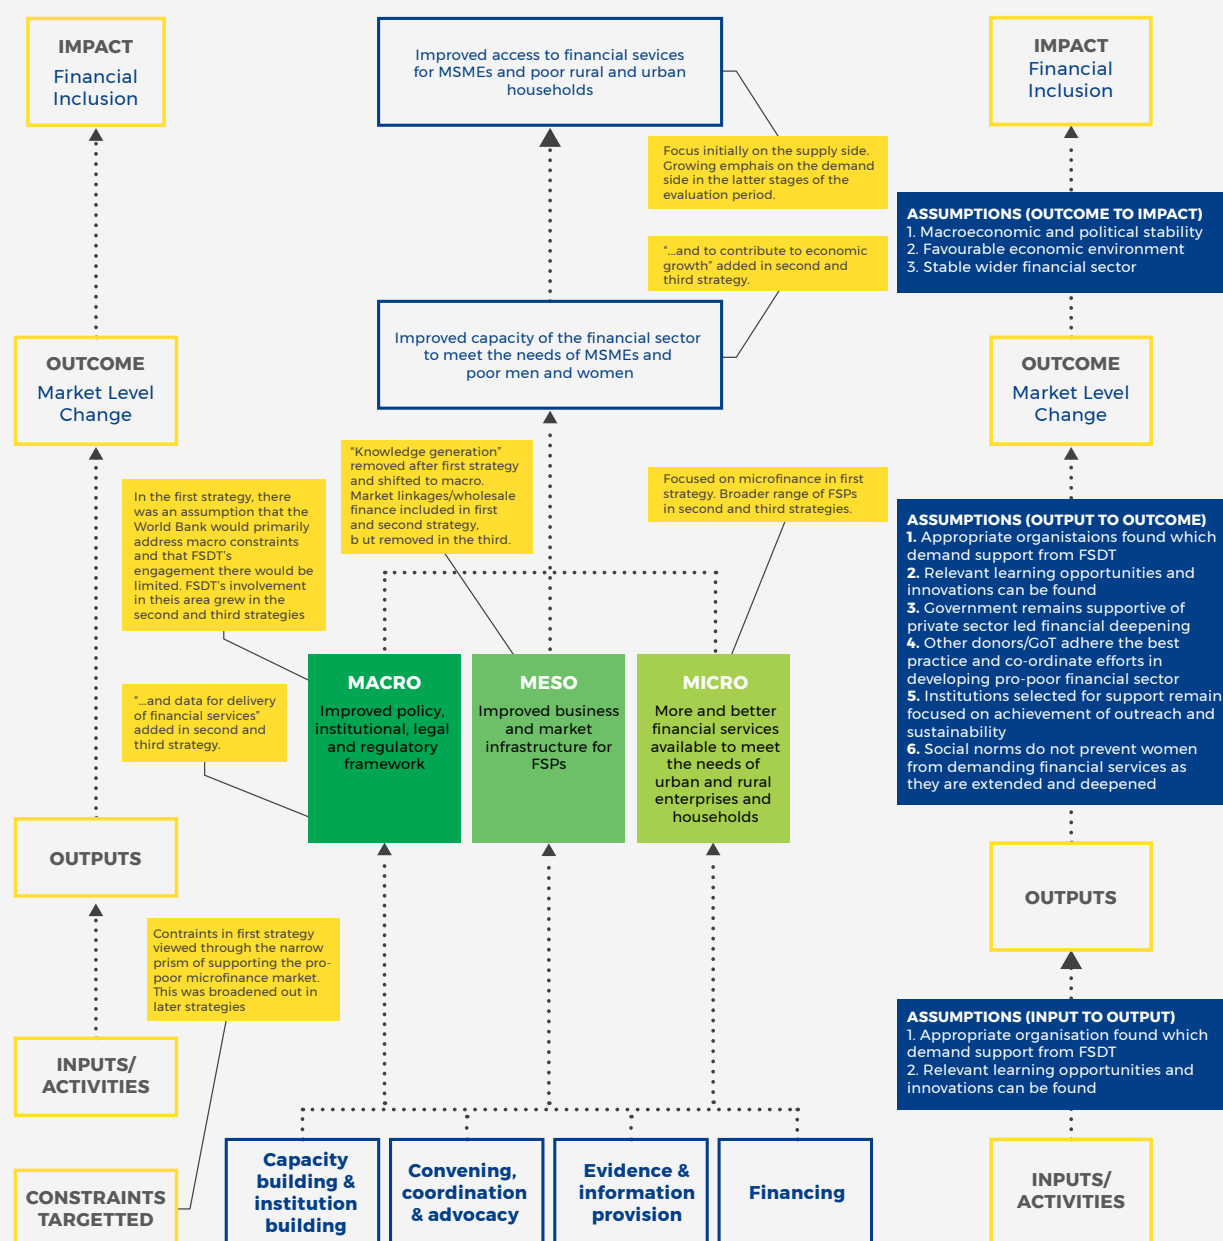 IMPACT
Financial
Inclusion
Improved access to financial sevices
for MSMEs and poor rural and urban
households
IMPACT
Financial
Inclusion
Focus initially on the supply side.
Growing emphais on the demand
side in the latter stages of the
evaluation period.
ASSUMPTIONS (OUTCOME TO IMPACT)
1. Macroeconomic and political stability
2. Favourable economic environment
3. Stable wider financial sector
"...and to contribute to economic
growth" added in second and
third strategy.
OUTCOME
Market Level
Change
Improved capacity of the financial sector
to meet the needs of MSMEs and
poor men and women
OUTCOME
Market Level
Change
In the first strategy, there
was an assumption that the
World Bank would primarily
address macro constraints
and that FSDT's
engagement there would be
limited. FSDT's involvement
in theis area grew in the
second and third strategies
"Knowledge generation"
removed after first strategy
and shifted to macro.
Market linkages/wholesale
finance included in first
and second strategy,
b ut removed in the third.
Focused on microfinance in first
strategy. Broader range of FSPs
in second and third strategies.
ASSUMPTIONS (OUTPUT TO OUTCOME)
1. Appropriate organistaions found which
demand support from FSDT
2. Relevant learning opportunities and
innovations can be found
3. Government remains supportive of
private sector led financial deepening
4. Other donors/GoT adhere the best
practice and co-ordinate efforts in
developing pro-poor financial sector
5. Institutions selected for support remain
focused on achievement of outreach and
sustainability
6. Social norms do not prevent women
from demanding financial services as
they are extended and deepened
"...and data for delivery
of financial services"
added in second and
third strategy.
MACRO
Improved policy,
institutional, legal
and regulatory
framework
MESO
Improved business
and market
infrastructure for
FSPs
MICRO
More and better
financial services
available to meet
the needs of
urban and rural
enterprises and
households
OUTPUTS
OUTPUTS
Contraints in first strategy
viewed through the narrow
prism of supporting the pro-
poor microfinance market.
This was broadened out in
later strategies
ASSUMPTIONS (INPUT TO OUTPUT)
1. Appropriate organisation found which
demand support from FSDT
2. Relevant learning opportunities and
innovations can be found
INPUTS/
ACTIVITIES
CONSTRAINTS
TARGETTED
Capacity
building &
institution
building
Convening,
coordination
& advocacy
Evidence &
information
provision
Financing
INPUTS/
ACTIVITIES